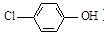 Cl OH ]